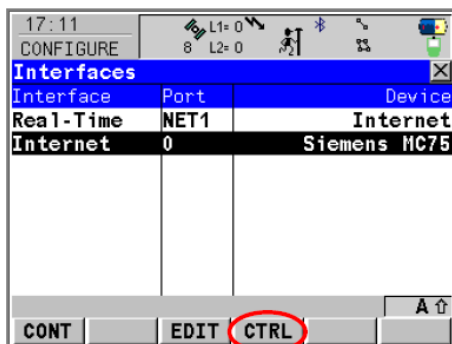 17:11
L1= 0
CONFIGURE
8 L2= 0
2
Interfaces
Interface Port Device
Real-Time NET1 Internet
Internet 0 Siemens MC75
A
CONT EDIT CTRL